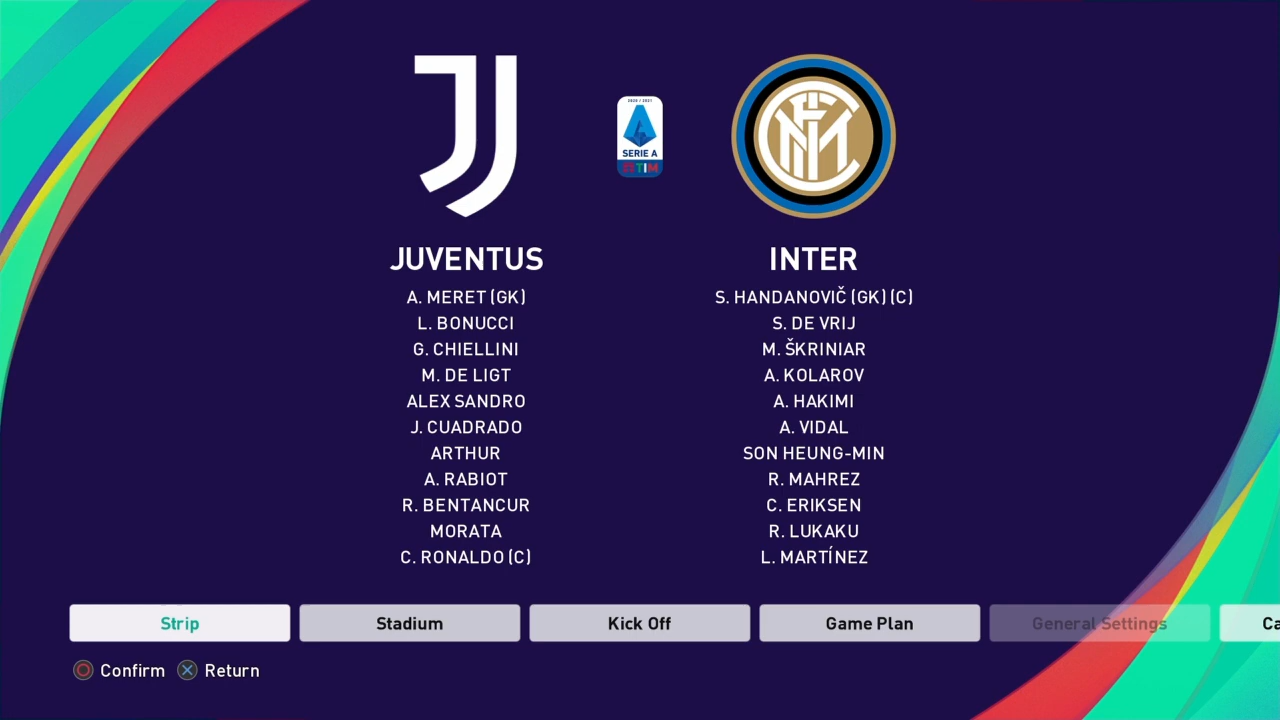 2020 / 2021
SERIE A
TIM
JUVENTUS
A. MERET (GK)
L. BONUCCI
G. CHIELLINI
M. DE LIGT
ALEX SANDRO
J. CUADRADO
ARTHUR
A. RABIOT
R. BENTANCUR
MORATA
C. RONALDO (C)
INTER
S. HANDANOVIČ (GK) (C)
S. DE VRIJ
M. ŠKRINIAR
A. KOLAROV
A. HAKIMI
A. VIDAL
SON HEUNG-MIN
R. MAHREZ
C. ERIKSEN
R. LUKAKU
L. MARTÍNEZ
Strip
Stadium
Kick Off
Game Plan
General Settings
Ca
Confirm
Return